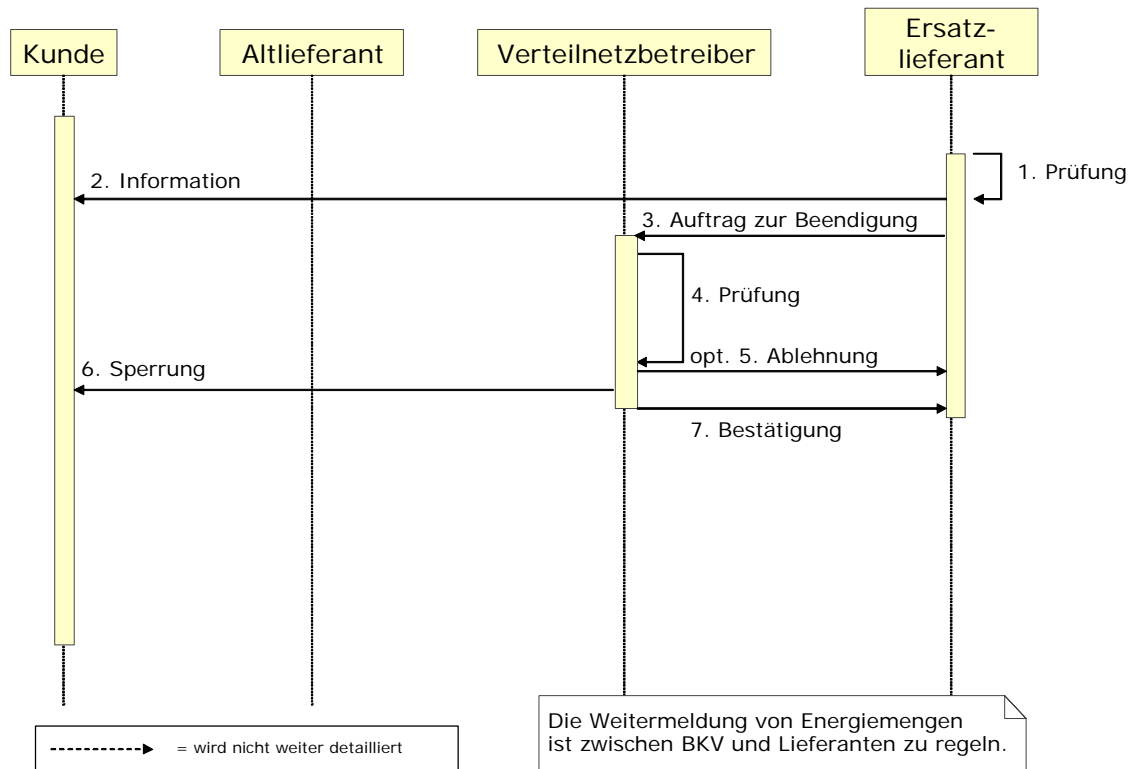 Kunde
Altlieferant
Verteilnetzbetreiber
Ersatz-
lieferant
1. Prüfung
2. Information
3. Auftrag zur Beendigung
4. Prüfung
opt. 5. Ablehnung
6. Sperrung
7. Bestätigung
= wird nicht weiter detailliert
Die Weitermeldung von Energiemengen
ist zwischen BKV und Lieferanten zu regeln.